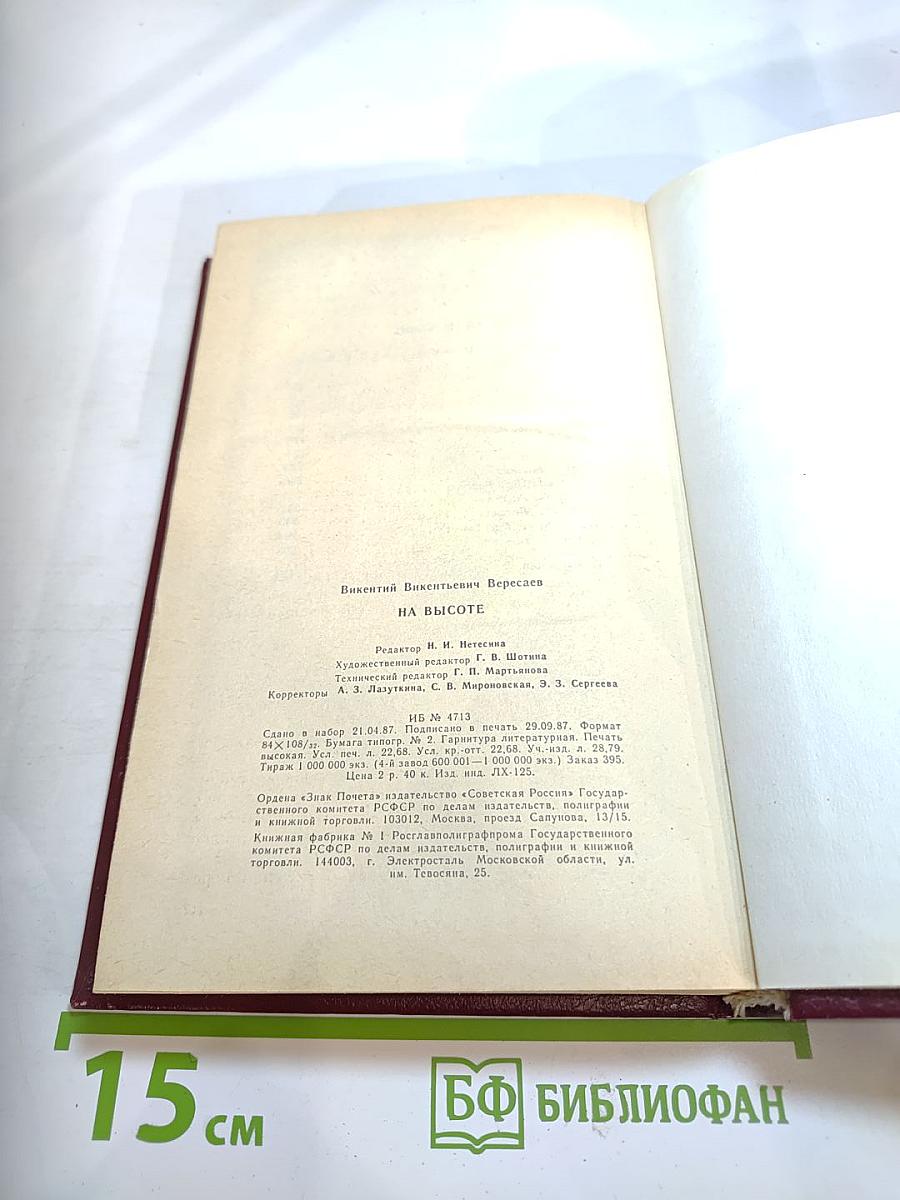 Викентий Викентьевич Вересаев
НА ВЫСОТЕ
Редактор Н. И. Нетесина
Художественный редактор Г. В. Шотина
Технический редактор Г. П. Мартьянова
Корректоры А. З. Лазуткина, С. В. Мироновская, Э. З. Сергеева
ИБ № 4713
Сдано в набор 21.04.87. Подписано в печать 29.09.87. Формат
84×108/32. Бумага типогр. № 2. Гарнитура литературная. Печать
высокая. Усл. печ. л. 22,68. Усл. кр.-отт. 22,68. Уч.-изд. л. 28,79.
Тираж 1 000 000 экз. (4-й завод 600 001—1 000 000 экз.) Заказ 395.
Цена 2 р. 40 к. Изд. инд. ЛХ-125.
Ордена «Знак Почета» издательство «Советская Россия» Государ-
ственного комитета РСФСР по делам издательств, полиграфии
и книжной торговли. 103012, Москва, проезд Сапунова, 13/15.
Книжная фабрика № 1 Росглавполиграфпрома Государственного
комитета РСФСР по делам издательств, полиграфии и книжной
торговли. 144003, г. Электросталь Московской области, ул.
им. Тевосяна, 25.
15 см
БФ БИБЛИОФАН